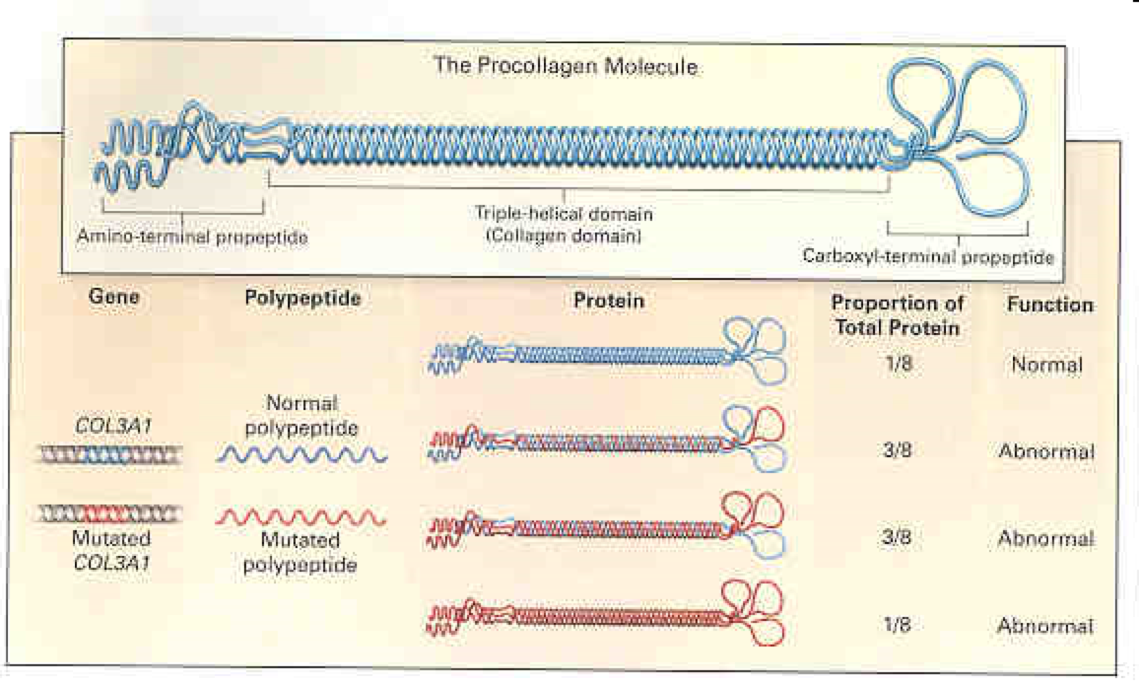 The Procollagen Molecule
Amino-terminal propeptide
Triple-helical domain
(Collagen domain)
Carboxyl-terminal propeptide
Gene
Polypeptide
Protein
Proportion of
Total Protein
Function
1/8
Normal
COL3A1
Normal
polypeptide
3/8
Abnormal
Mutated
COL3A1
Mutated
polypeptide
3/8
Abnormal
1/8
Abnormal